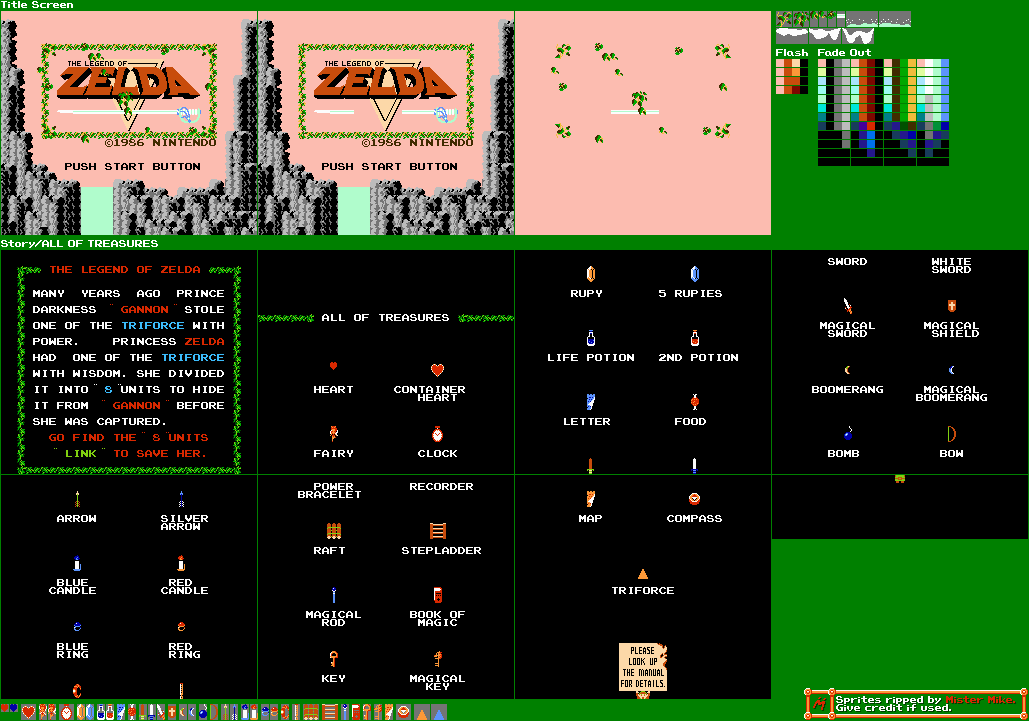 Title Screen
THE LEGEND OF
ZELDA
©1986 NINTENDO
PUSH START BUTTON
THE LEGEND OF
ZELDA
©1986 NINTENDO
PUSH START BUTTON
Flash Fade Out
Story/ALL OF TREASURES
THE LEGEND OF ZELDA
MANY YEARS AGO PRINCE
DARKNESS "GANNON" STOLE
ONE OF THE TRIFORCE WITH
POWER. PRINCESS ZELDA
HAD ONE OF THE TRIFORCE
WITH WISDOM. SHE DIVIDED
IT INTO "8"UNITS TO HIDE
IT FROM "GANNON" BEFORE
SHE WAS CAPTURED.
GO FIND THE "8"UNITS
"LINK" TO SAVE HER.
ALL OF TREASURES
HEART
CONTAINER
HEART
FAIRY
CLOCK
RUPY
5 RUPIES
LIFE POTION
2ND POTION
LETTER
FOOD
SWORD
WHITE
SWORD
MAGICAL
SWORD
MAGICAL
SHIELD
BOOMERANG
MAGICAL
BOOMERANG
BOMB
BOW
ARROW
SILVER
ARROW
BLUE
CANDLE
RED
CANDLE
BLUE
RING
RED
RING
POWER
BRACELET
RECORDER
RAFT
STEPLADDER
MAGICAL
ROD
BOOK OF
MAGIC
KEY
MAGICAL
KEY
MAP
COMPASS
TRIFORCE
PLEASE
LOOK UP
THE MANUAL
FOR DETAILS.
M
Sprites ripped by Mister Mike.
Give credit if used.